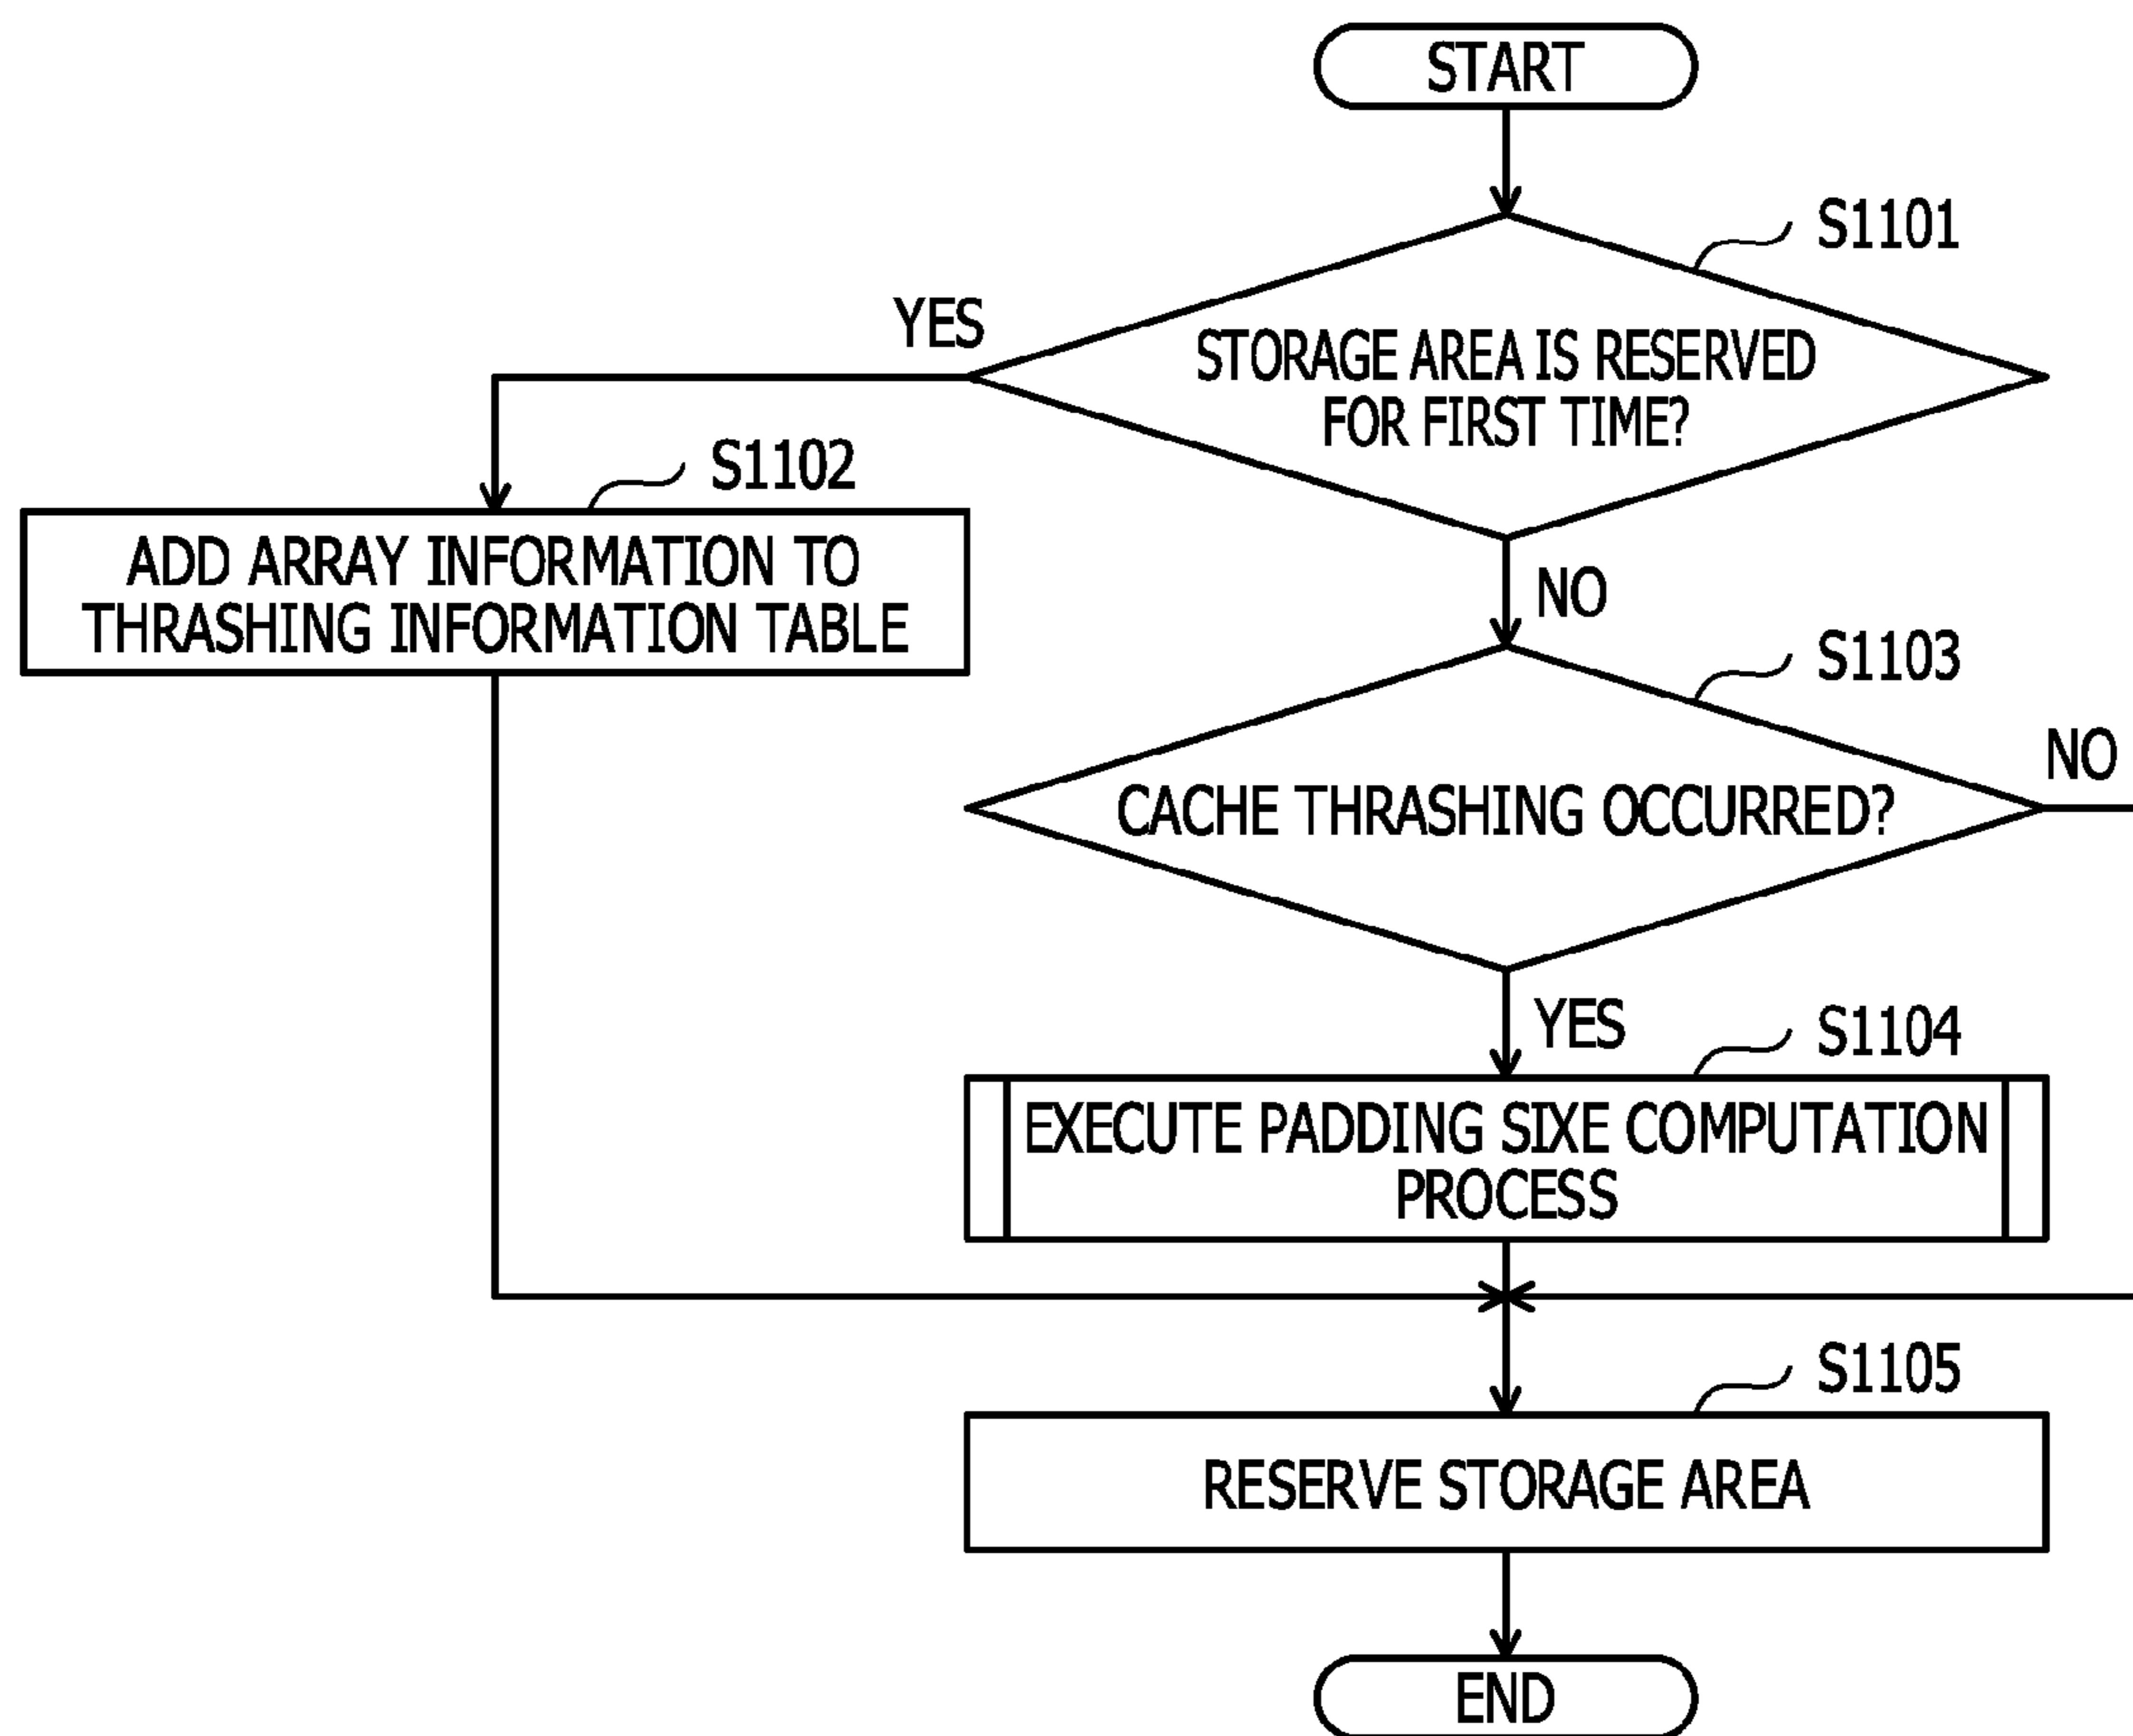 START
S1101
YES
STORAGE AREA IS RESERVED
FOR FIRST TIME?
S1102
ADD ARRAY INFORMATION TO
THRASHING INFORMATION TABLE
NO
S1103
NO
CACHE THRASHING OCCURRED?
YES
S1104
EXECUTE PADDING SIXE COMPUTATION
PROCESS
S1105
RESERVE STORAGE AREA
END